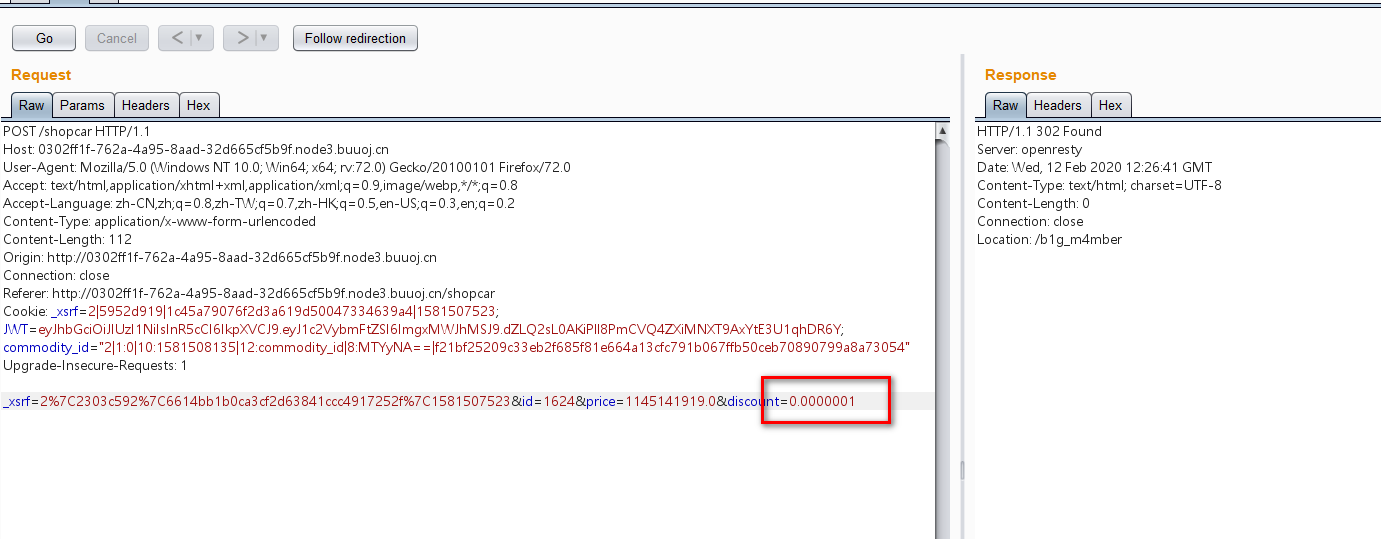 Go
Cancel
<
▼
>
▼
Follow redirection
Request
Raw
Params
Headers
Hex
POST /shopcar HTTP/1.1
Host: 0302ff1f-762a-4a95-8aad-32d665cf5b9f.node3.buuoj.cn
User-Agent: Mozilla/5.0 (Windows NT 10.0; Win64; x64; rv:72.0) Gecko/20100101 Firefox/72.0
Accept: text/html,application/xhtml+xml,application/xml;q=0.9,image/webp,*/*;q=0.8
Accept-Language: zh-CN,zh;q=0.8,zh-TW;q=0.7,zh-HK;q=0.5,en-US;q=0.3,en;q=0.2
Content-Type: application/x-www-form-urlencoded
Content-Length: 112
Origin: http://0302ff1f-762a-4a95-8aad-32d665cf5b9f.node3.buuoj.cn
Connection: close
Referer: http://0302ff1f-762a-4a95-8aad-32d665cf5b9f.node3.buuoj.cn/shopcar
Cookie: _xsrf=2|5952d919|1c45a79076f2d3a619d50047334639a4|1581507523;
JWT=eyJhbGciOiJIUzI1NiIsInR5cCI6IkpXVCJ9.eyJ1c2VybmFtZSI6ImgxMWJhMSJ9.dZLQ2sL0AKiPlI8PmCVQ4ZXiMNXT9AxYtE3U1qhDR6Y;
commodity_id="2|1:0|10:1581508135|12:commodity_id|8:MTYyNA==|f21bf25209c33eb2f685f81e664a13cfc791b067ffb50ceb70890799a8a73054"
Upgrade-Insecure-Requests: 1
_xsrf=2%7C2303c592%7C6614bb1b0ca3cf2d63841ccc4917252f%7C1581507523&id=1624&price=1145141919.0&discount=0.0000001
Response
Raw
Headers
Hex
HTTP/1.1 302 Found
Server: openresty
Date: Wed, 12 Feb 2020 12:26:41 GMT
Content-Type: text/html; charset=UTF-8
Content-Length: 0
Connection: close
Location: /b1g_m4mber